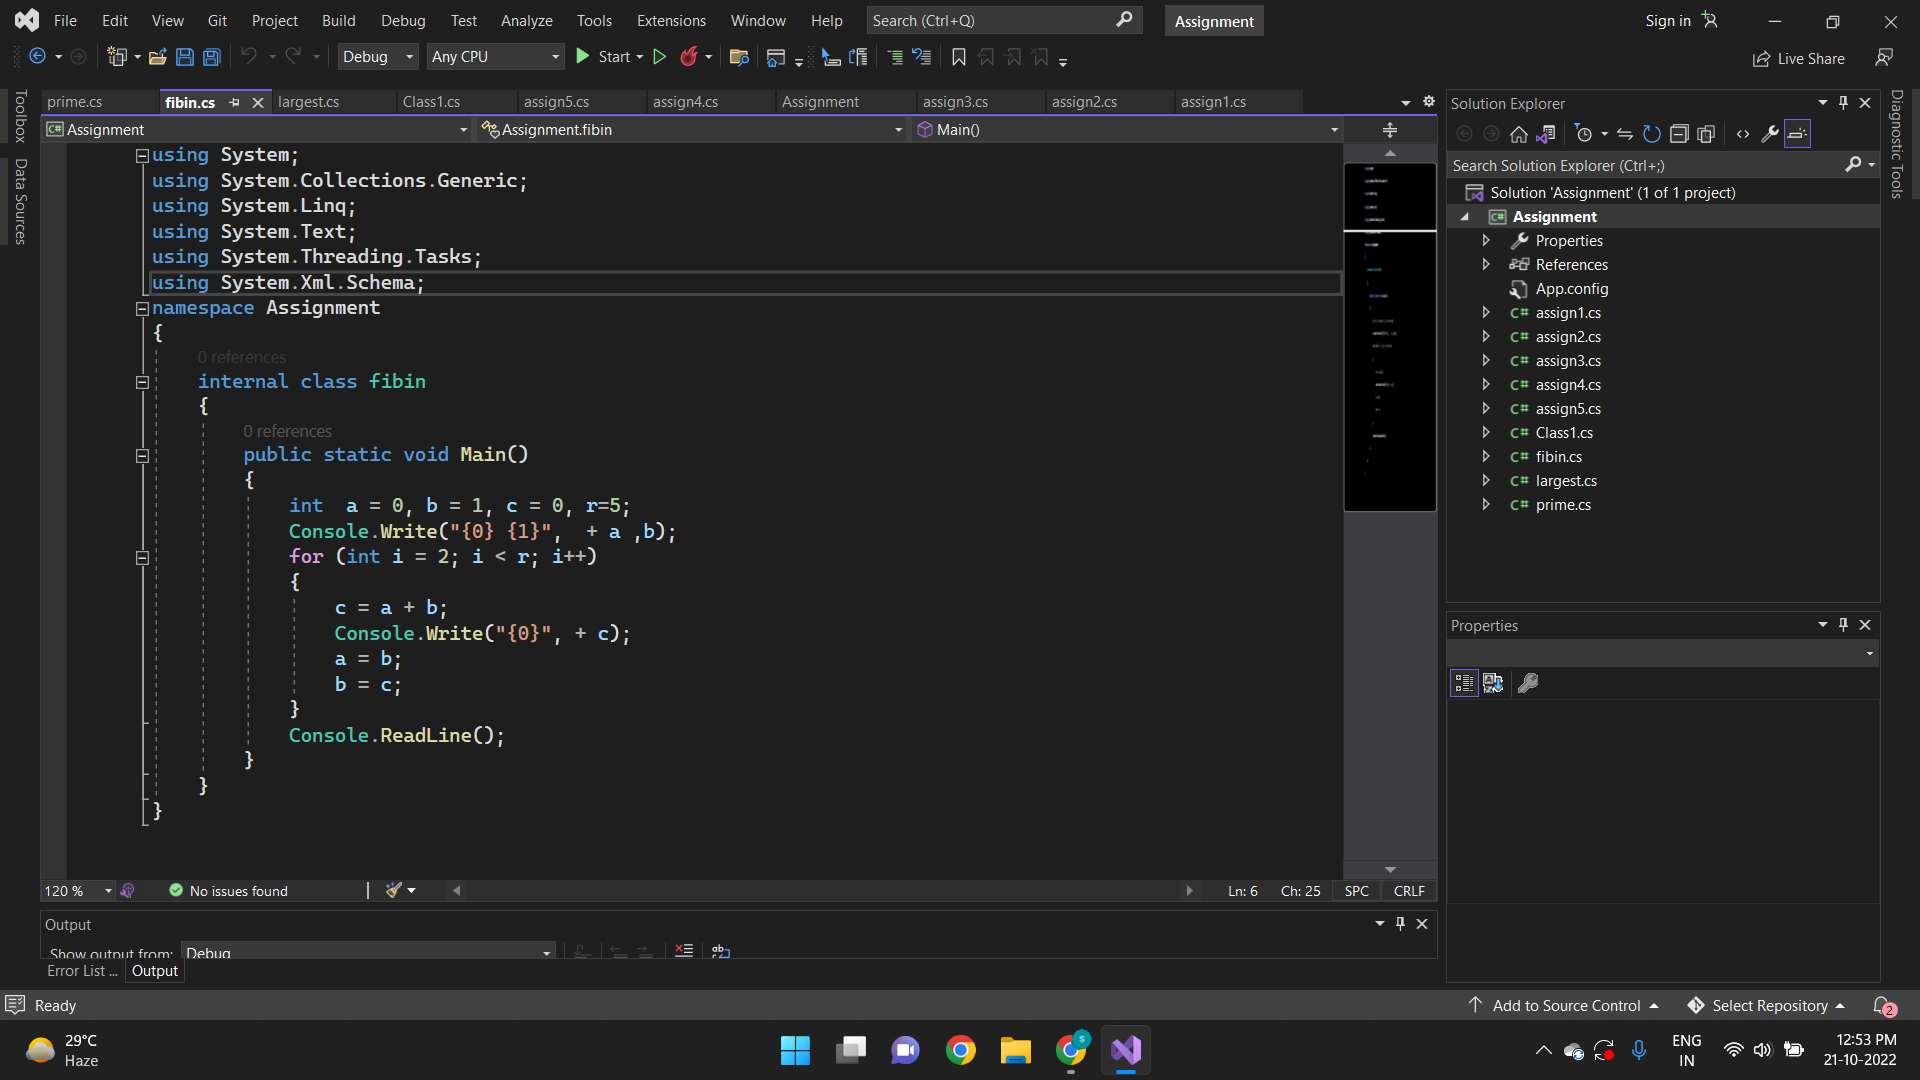 File Edit View Git Project Build Debug Test Analyze Tools Extensions Window Help Search (Ctrl+Q) Assignment Sign in
Debug Any CPU Start Live Share
Toolbox
Data Sources
prime.cs fibin.cs largest.cs Class1.cs assign5.cs assign4.cs Assignment assign3.cs assign2.cs assign1.cs
C# Assignment Assignment.fibin Main()
using System;
using System.Collections.Generic;
using System.Linq;
using System.Text;
using System.Threading.Tasks;
using System.Xml.Schema;
namespace Assignment
{
0 references
internal class fibin
{
0 references
public static void Main()
{
int  a = 0, b = 1, c = 0, r=5;
Console.Write("{0} {1}",  + a ,b);
for (int i = 2; i < r; i++)
{
c = a + b;
Console.Write("{0}", + c);
a = b;
b = c;
}
Console.ReadLine();
}
}
}
120 % No issues found Ln: 6 Ch: 25 SPC CRLF
Output
Show output from: Debug
Error List ... Output
Solution Explorer
Search Solution Explorer (Ctrl+;)
Solution 'Assignment' (1 of 1 project)
C# Assignment
Properties
References
App.config
C# assign1.cs
C# assign2.cs
C# assign3.cs
C# assign4.cs
C# assign5.cs
C# Class1.cs
C# fibin.cs
C# largest.cs
C# prime.cs
Properties
Diagnostic Tools
Ready Add to Source Control Select Repository 2
29°C
Haze
S
ENG
IN
12:53 PM
21-10-2022